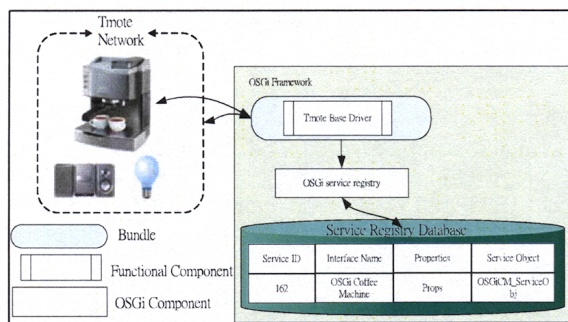 Tmote
Network
OSGi Framework
Tmote Base Driver
OSGi service registry
Service Registry Database
Service ID
Interface Name
Properties
Service Object
162
OSGi Coffee
Machine
Props
OSGiCM_ServiceO
bj
Bundle
Functional Component
OSGi Component